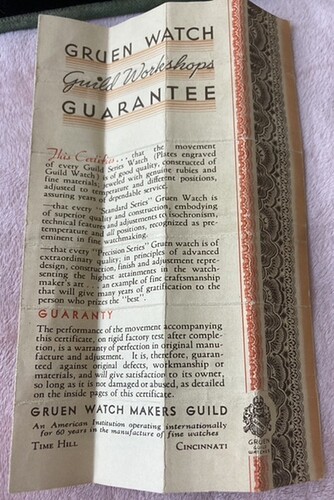 GRUEN WATCH
Guild Workshops
GUARANTEE
This Certifies... that the movement
of every Guild Series Watch (Plates engraved
Guild Watch) is of good quality, constructed of
fine materials, jeweled with genuine rubies and
adjusted to temperature and different positions,
assuring years of dependable service.
—that every "Standard Series" Gruen Watch is
of superior quality and construction, embodying
technical features and adjustments to isochronism,
temperature and all positions, recognized as pre-
eminent in fine watchmaking.
—that every "Precision Series" Gruen watch is of
extraordinary quality; in principles of advanced
design, construction, finish and adjustment repre-
senting the highest attainments in the watch-
maker's art . . . an example of fine craftsmanship
that will give many years of gratification to the
person who prizes the "best".
GUARANTY
The performance of the movement accompanying
this certificate, on rigid factory test after comple-
tion, is a warranty of perfection in original manu-
facture and adjustment. It is, therefore, guaran-
teed against original defects, workmanship or
materials, and will give satisfaction to its owner,
so long as it is not damaged or abused, as detailed
on the inside pages of this certificate.
GRUEN WATCH MAKERS GUILD
An American Institution operating internationally
for 60 years in the manufacture of fine watches
TIME HILL CINCINNATI
GRUEN
GUILD
WATCHES